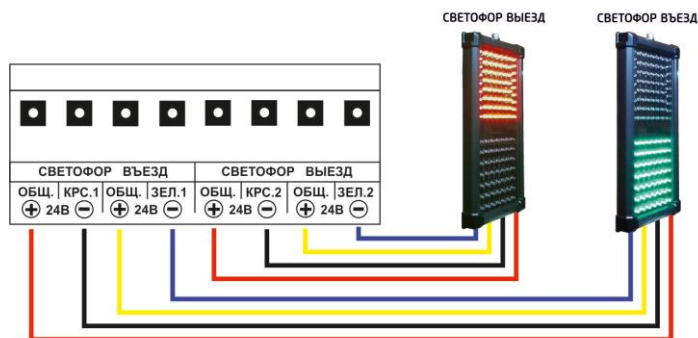 СВЕТОФОР ВЫЕЗД
СВЕТОФОР ВЪЕЗД
СВЕТОФОР ВЪЕЗД
СВЕТОФОР ВЫЕЗД
ОБЩ. КРС.1 ОБЩ. ЗЕЛ.1 ОБЩ. КРС.2 ОБЩ. ЗЕЛ.2
+ 24В − + 24В − + 24В − + 24В −